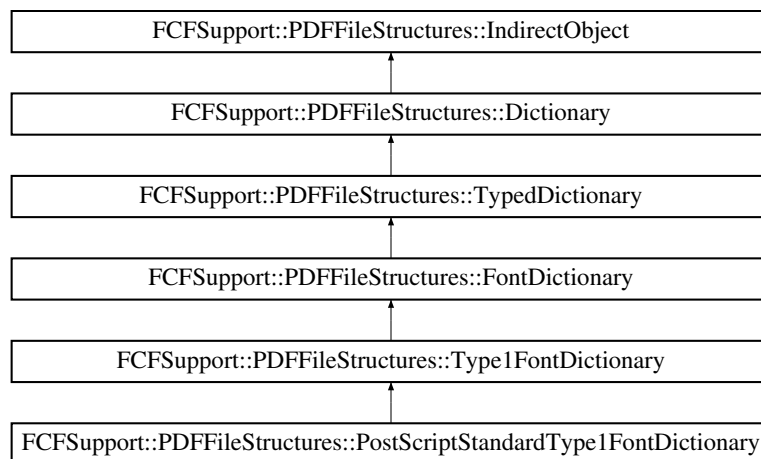 FCFSupport::PDFFileStructures::IndirectObject
FCFSupport::PDFFileStructures::Dictionary
FCFSupport::PDFFileStructures::TypedDictionary
FCFSupport::PDFFileStructures::FontDictionary
FCFSupport::PDFFileStructures::Type1FontDictionary
FCFSupport::PDFFileStructures::PostScriptStandardType1FontDictionary